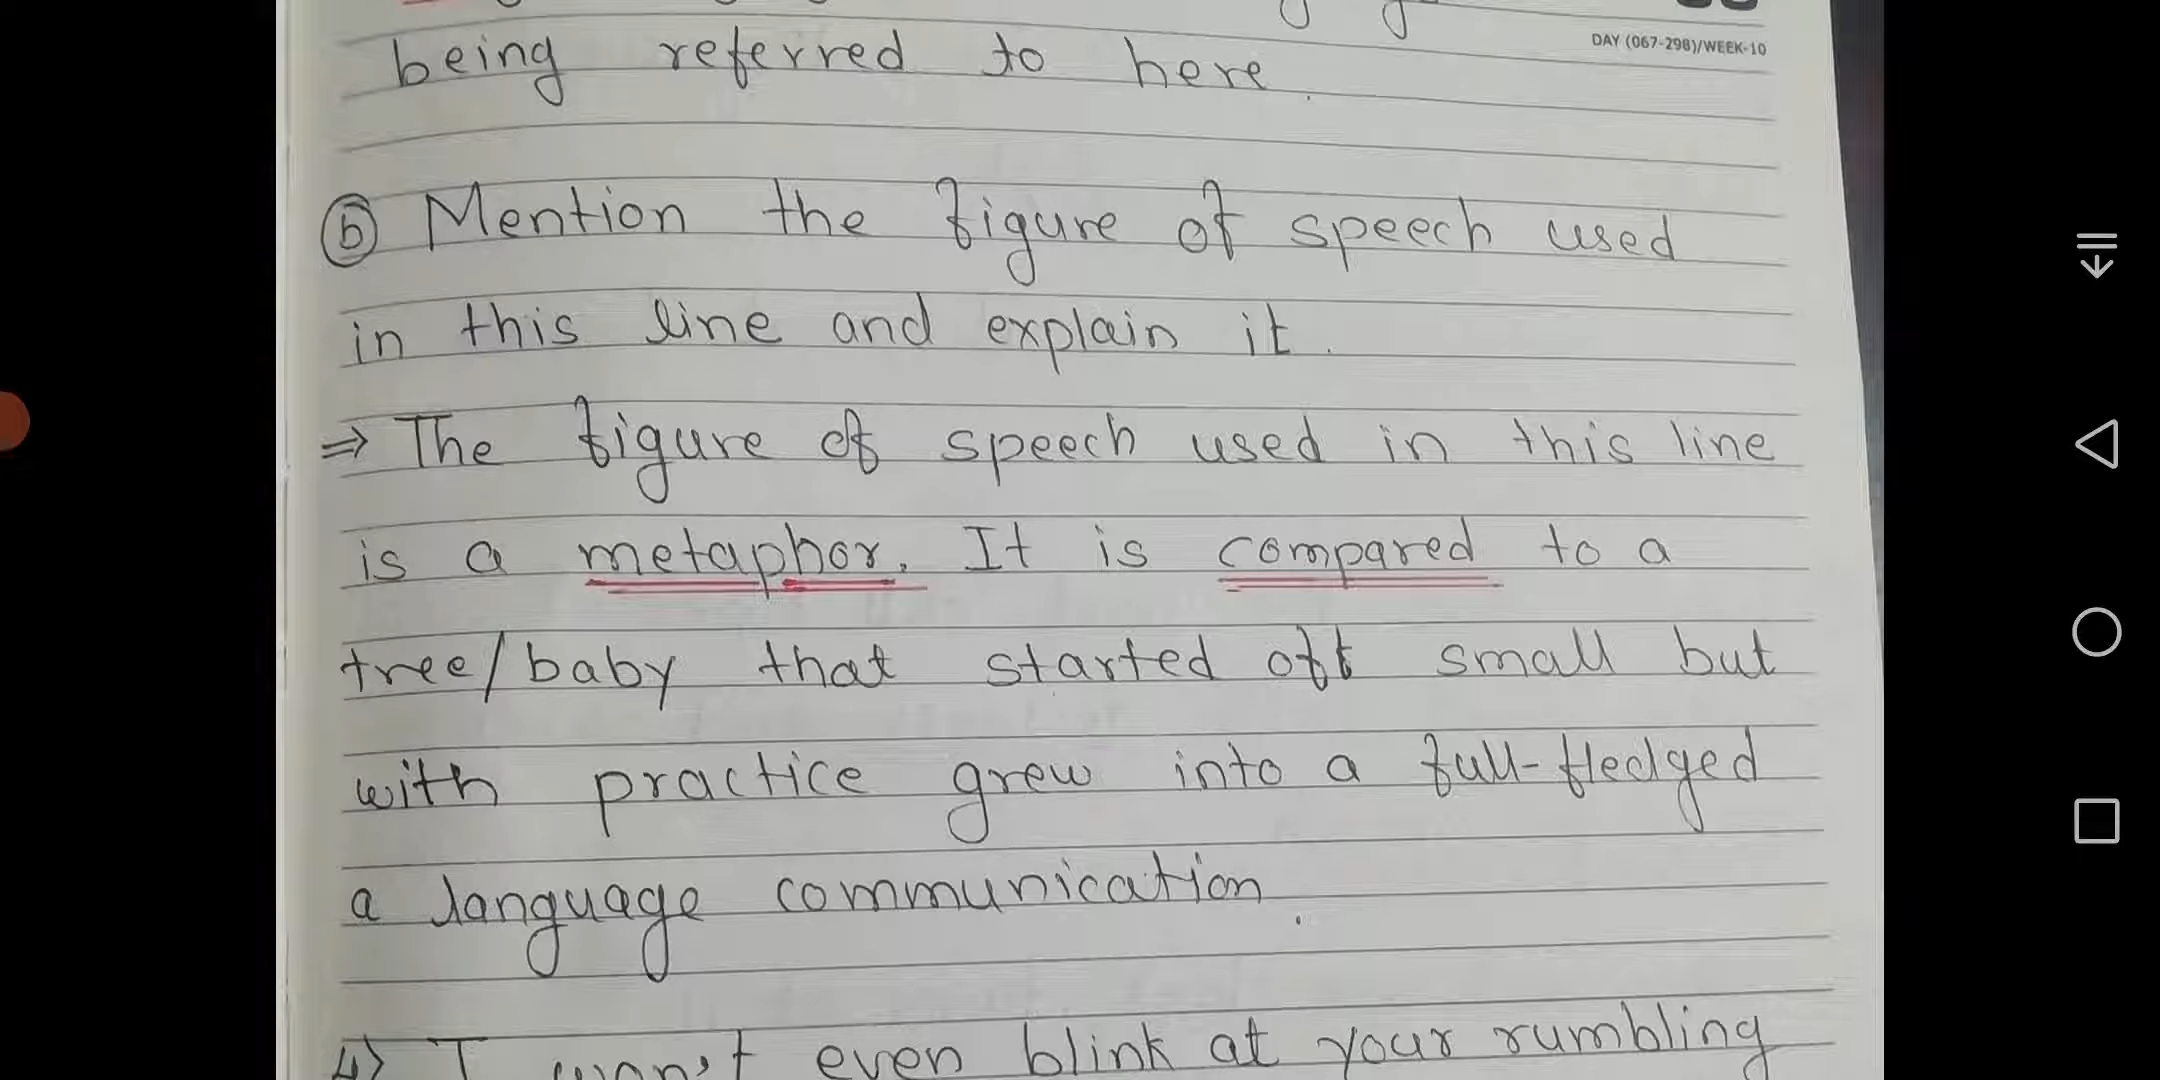 DAY (067-298)/WEEK-10
being referred to here.
(b) Mention the figure of speech used
in this line and explain it.
⇒ The figure of speech used in this line
is a metaphor. It is compared to a
tree/baby that started off small but
with practice grew into a full-fledged
a language communication.
4) I won't even blink at your rumbling